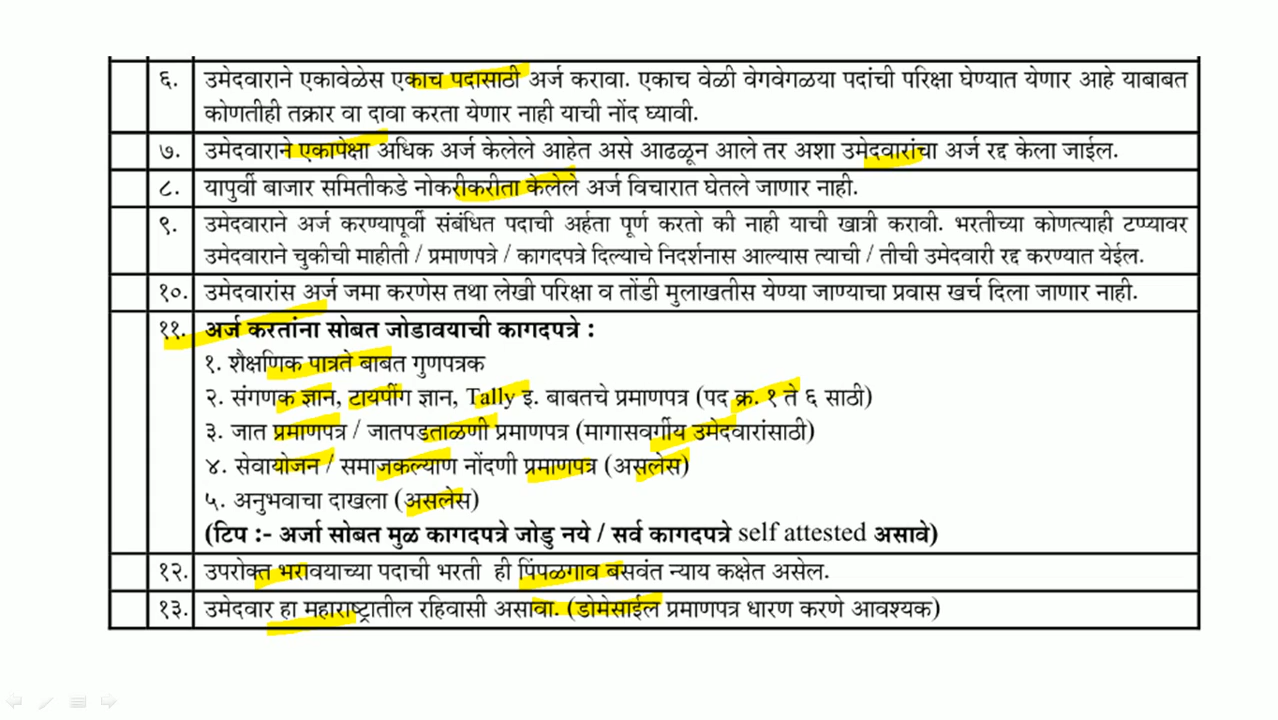 ६. उमेदवाराने एकावेळेस एकाच पदासाठी अर्ज करावा. एकाच वेळी वेगवेगळया पदांची परिक्षा घेण्यात येणार आहे याबाबत
कोणतीही तक्रार वा दावा करता येणार नाही याची नोंद घ्यावी.
७. उमेदवाराने एकापेक्षा अधिक अर्ज केलेले आहेत असे आढळून आले तर अशा उमेदवारांचा अर्ज रद्द केला जाईल.
८. यापुर्वी बाजार समितीकडे नोकरीकरीता केलेले अर्ज विचारात घेतले जाणार नाही.
९. उमेदवाराने अर्ज करण्यापूर्वी संबंधित पदाची अर्हता पूर्ण करतो की नाही याची खात्री करावी. भरतीच्या कोणत्याही टप्प्यावर
उमेदवाराने चुकीची माहीती / प्रमाणपत्रे / कागदपत्रे दिल्याचे निदर्शनास आल्यास त्याची / तीची उमेदवारी रद्द करण्यात येईल.
१०. उमेदवारांस अर्ज जमा करणेस तथा लेखी परिक्षा व तोंडी मुलाखतीस येण्या जाण्याचा प्रवास खर्च दिला जाणार नाही.
११. अर्ज करतांना सोबत जोडावयाची कागदपत्रे :
१. शैक्षणिक पात्रते बाबत गुणपत्रक
२. संगणक ज्ञान, टायपींग ज्ञान, Tally इ. बाबतचे प्रमाणपत्र (पद क्र. १ ते ६ साठी)
३. जात प्रमाणपत्र / जातपडताळणी प्रमाणपत्र (मागासवर्गीय उमेदवारांसाठी)
४. सेवायोजन / समाजकल्याण नोंदणी प्रमाणपत्र (असलेस)
५. अनुभवाचा दाखला (असलेस)
(टिप :- अर्जा सोबत मुळ कागदपत्रे जोडु नये / सर्व कागदपत्रे self attested असावे)
१२. उपरोक्त भरावयाच्या पदाची भरती ही पिंपळगाव बसवंत न्याय कक्षेत असेल.
१३. उमेदवार हा महाराष्ट्रातील रहिवासी असावा. (डोमेसाईल प्रमाणपत्र धारण करणे आवश्यक)